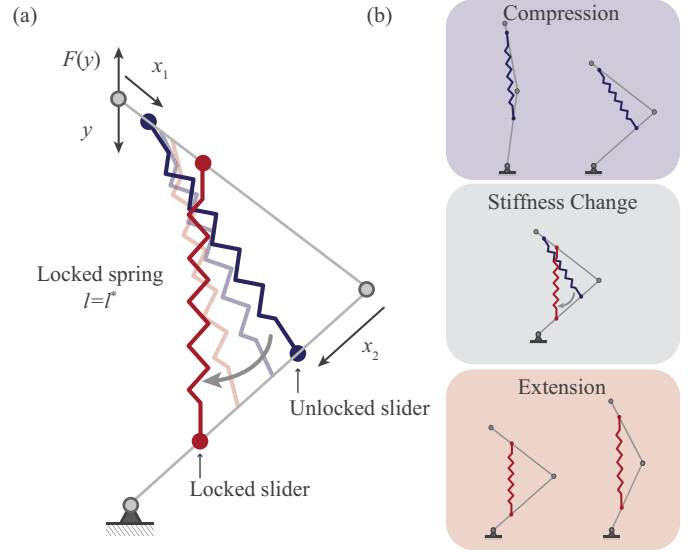 (a)
F(y)
x₁
y
Locked spring
l=l*
x₂
Unlocked slider
Locked slider
(b)
Compression
Stiffness Change
Extension